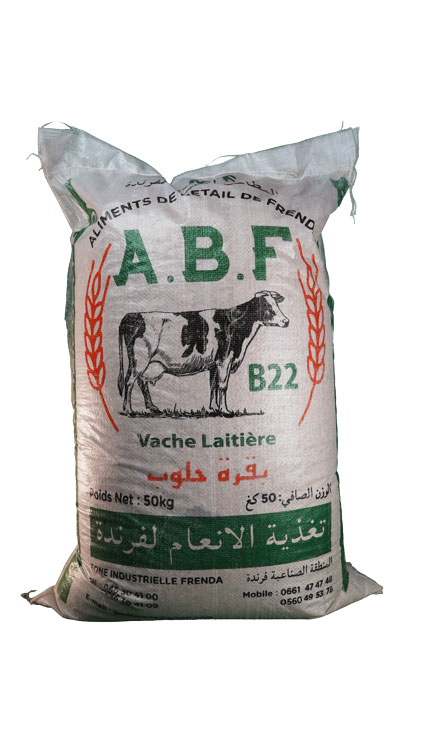 ALIMENTS DE BETAIL DE FRENDA
A.B.F
B22
Vache Laitière
بقرة حلوب
Poids Net : 50kg
الوزن الصافي: 50 كغ
تغذية الانعام لفرندة
ZONE INDUSTRIELLE FRENDA
المنطقة الصناعية فرندة
Mobile : 0661 47 47 48
0560 49 53 78
E-mail